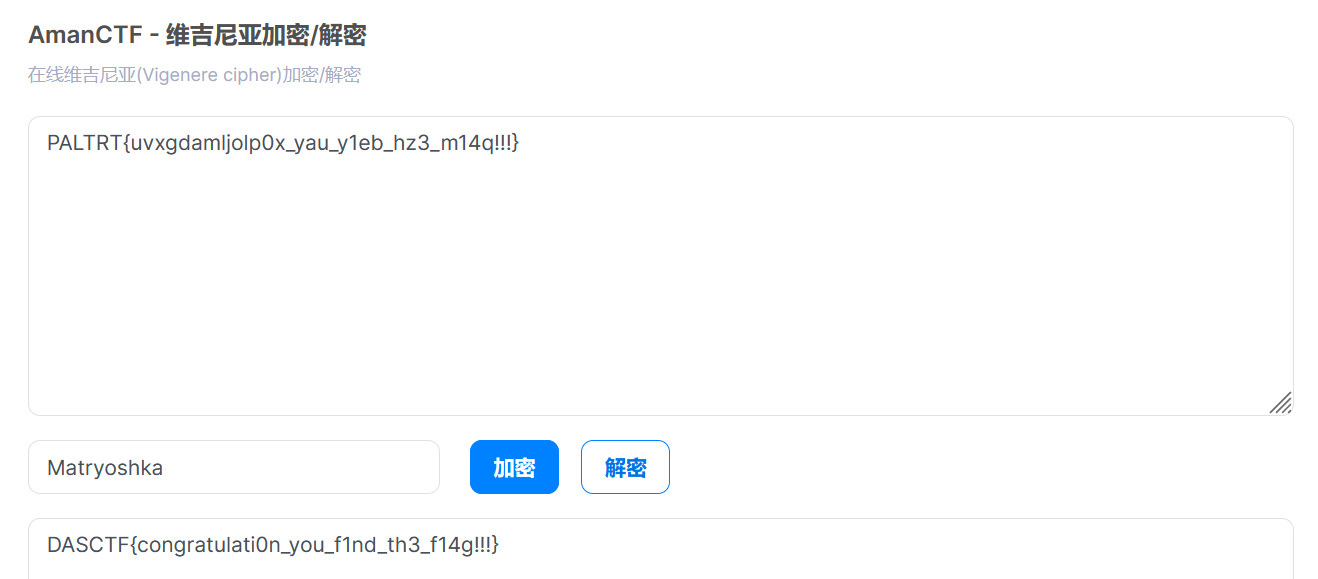 AmanCTF - 维吉尼亚加密/解密
在线维吉尼亚(Vigenere cipher)加密/解密
PALTRT{uvxgdamljolp0x_yau_y1eb_hz3_m14q!!!}
Matryoshka
加密
解密
DASCTF{congratulati0n_you_f1nd_th3_f14g!!!}